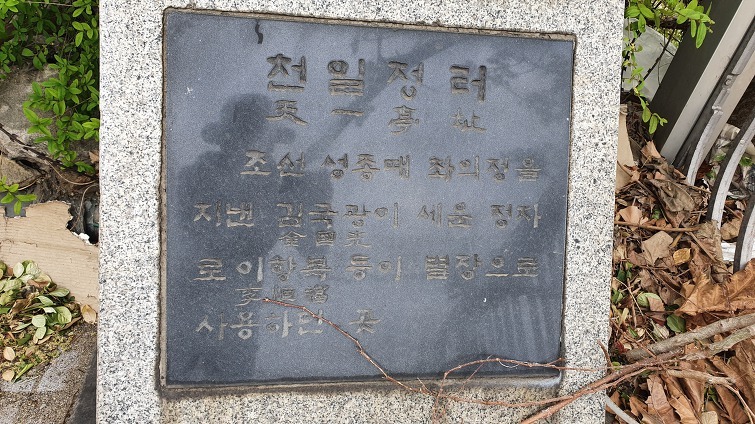 천일정 터
天一亭址
조선 성종때 좌의정을
지낸 김국광이 세운 정자
金國光
로 이항복 등이 별장으로
李恒福
사용하던 곳